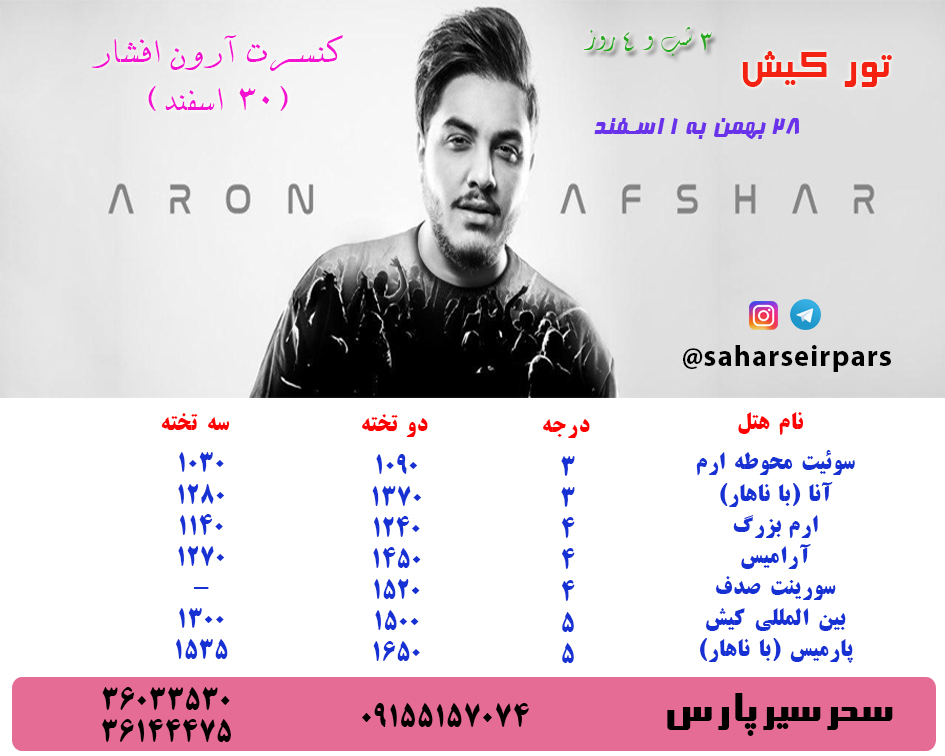 تور کیش
۳ شب و ٤ روز
۲۸ بهمن به ۱ اسفند
کنسرت آرون افشار
(۳۰ اسفند)
ARON AFSHAR
@saharseirpars
نام هتل درجه دو تخته سه تخته
سوئیت محوطه ارم ۳ ۱۰۹۰ ۱۰۳۰
آنا (با ناهار) ۳ ۱۳۷۰ ۱۲۸۰
ارم بزرگ ۴ ۱۲۴۰ ۱۱۴۰
آرامیس ۴ ۱۴۵۰ ۱۲۷۰
سورینت صدف ۴ ۱۵۲۰ –
بین المللی کیش ۵ ۱۵۰۰ ۱۳۰۰
پارمیس (با ناهار) ۵ ۱۶۵۰ ۱۵۳۵
سحر سیر پارس ۰۹۱۵۵۱۵۷۰۷۴ ۳۶۰۳۳۵۳۰
۳۶۱۴۴۴۷۵